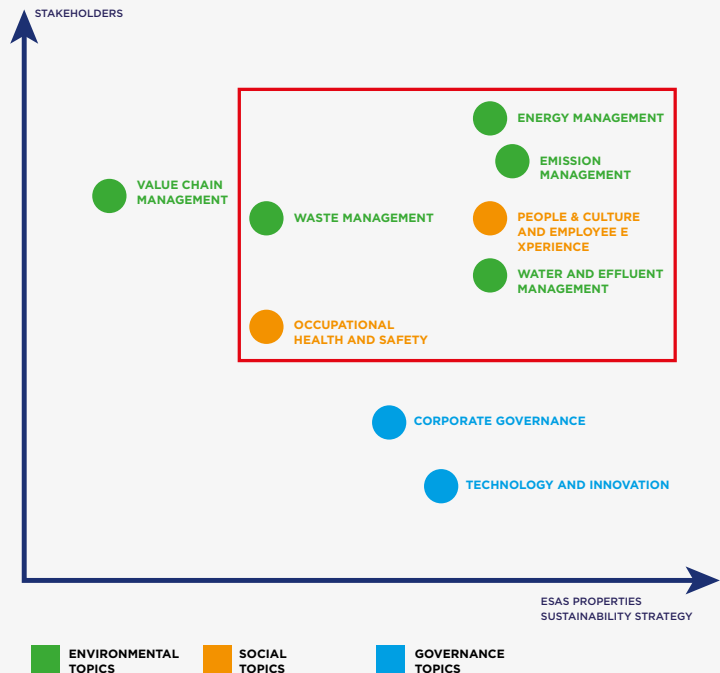 STAKEHOLDERS
ENERGY MANAGEMENT
EMISSION
MANAGEMENT
VALUE CHAIN
MANAGEMENT
WASTE MANAGEMENT
PEOPLE & CULTURE
AND EMPLOYEE E
XPERIENCE
WATER AND EFFLUENT
MANAGEMENT
OCCUPATIONAL
HEALTH AND SAFETY
CORPORATE GOVERNANCE
TECHNOLOGY AND INNOVATION
ESAS PROPERTIES
SUSTAINABILITY STRATEGY
ENVIRONMENTAL
TOPICS
SOCIAL
TOPICS
GOVERNANCE
TOPICS